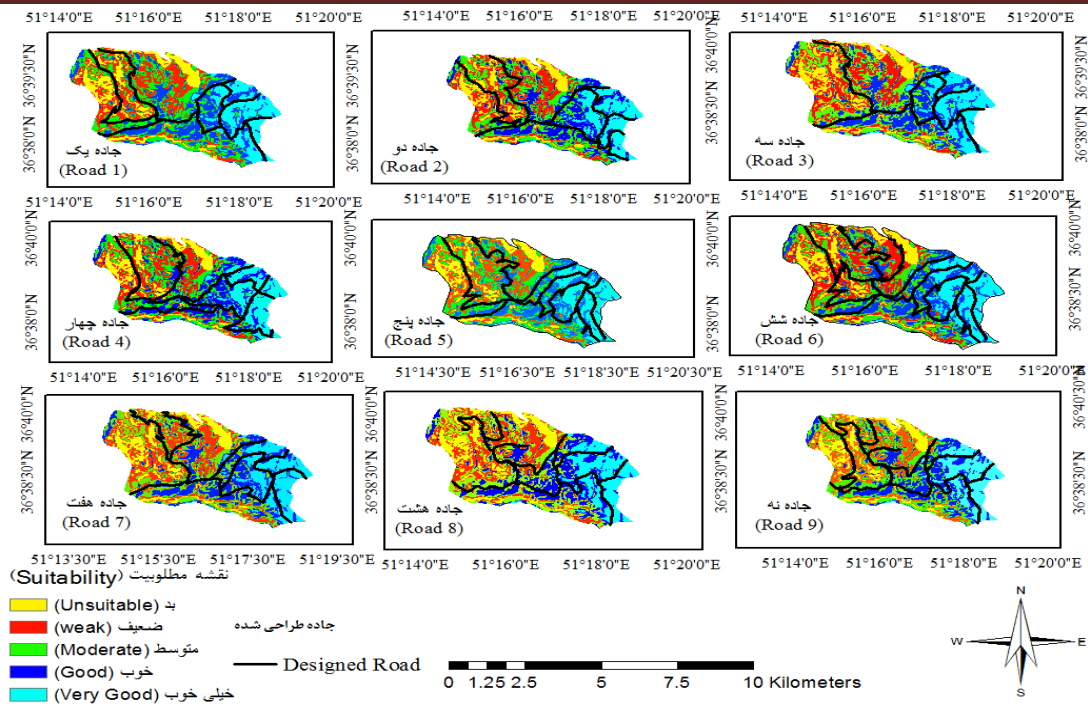 51°14'0"E 51°16'0"E 51°18'0"E 51°20'0"E
51°14'0"E 51°16'0"E 51°18'0"E 51°20'0"E
51°14'0"E 51°16'0"E 51°18'0"E 51°20'0"E
36°39'30"N
36°38'0"N
36°40'0"N
36°38'30"N
36°39'30"N
36°38'0"N
جاده یک
(Road 1)
جاده دو
(Road 2)
جاده سه
(Road 3)
51°14'0"E 51°16'0"E 51°18'0"E 51°20'0"E
51°14'0"E 51°16'0"E 51°18'0"E 51°20'0"E
51°14'0"E 51°16'0"E 51°18'0"E 51°20'0"E
36°40'0"N
36°38'0"N
36°40'0"N
36°38'0"N
36°40'0"N
36°38'30"N
جاده چهار
(Road 4)
جاده پنج
(Road 5)
جاده شش
(Road 6)
51°14'0"E 51°16'0"E 51°18'0"E 51°20'0"E
51°14'30"E 51°16'30"E 51°18'30"E 51°20'30"E
51°14'0"E 51°16'0"E 51°18'0"E 51°20'0"E
36°40'0"N
36°38'30"N
36°40'0"N
36°38'30"N
36°40'0"N
36°38'30"N
جاده هفت
(Road 7)
جاده هشت
(Road 8)
جاده نه
(Road 9)
51°13'30"E 51°15'30"E 51°17'30"E 51°19'30"E
51°14'0"E 51°16'0"E 51°18'0"E 51°20'0"E
51°14'0"E 51°16'0"E 51°18'0"E 51°20'0"E
نقشه مطلوبیت (Suitability)
بد (Unsuitable)
ضعیف (weak)
متوسط (Moderate)
خوب (Good)
خیلی خوب (Very Good)
جاده طراحی شده
Designed Road
0 1.25 2.5 5 7.5 10 Kilometers
N
W E
S